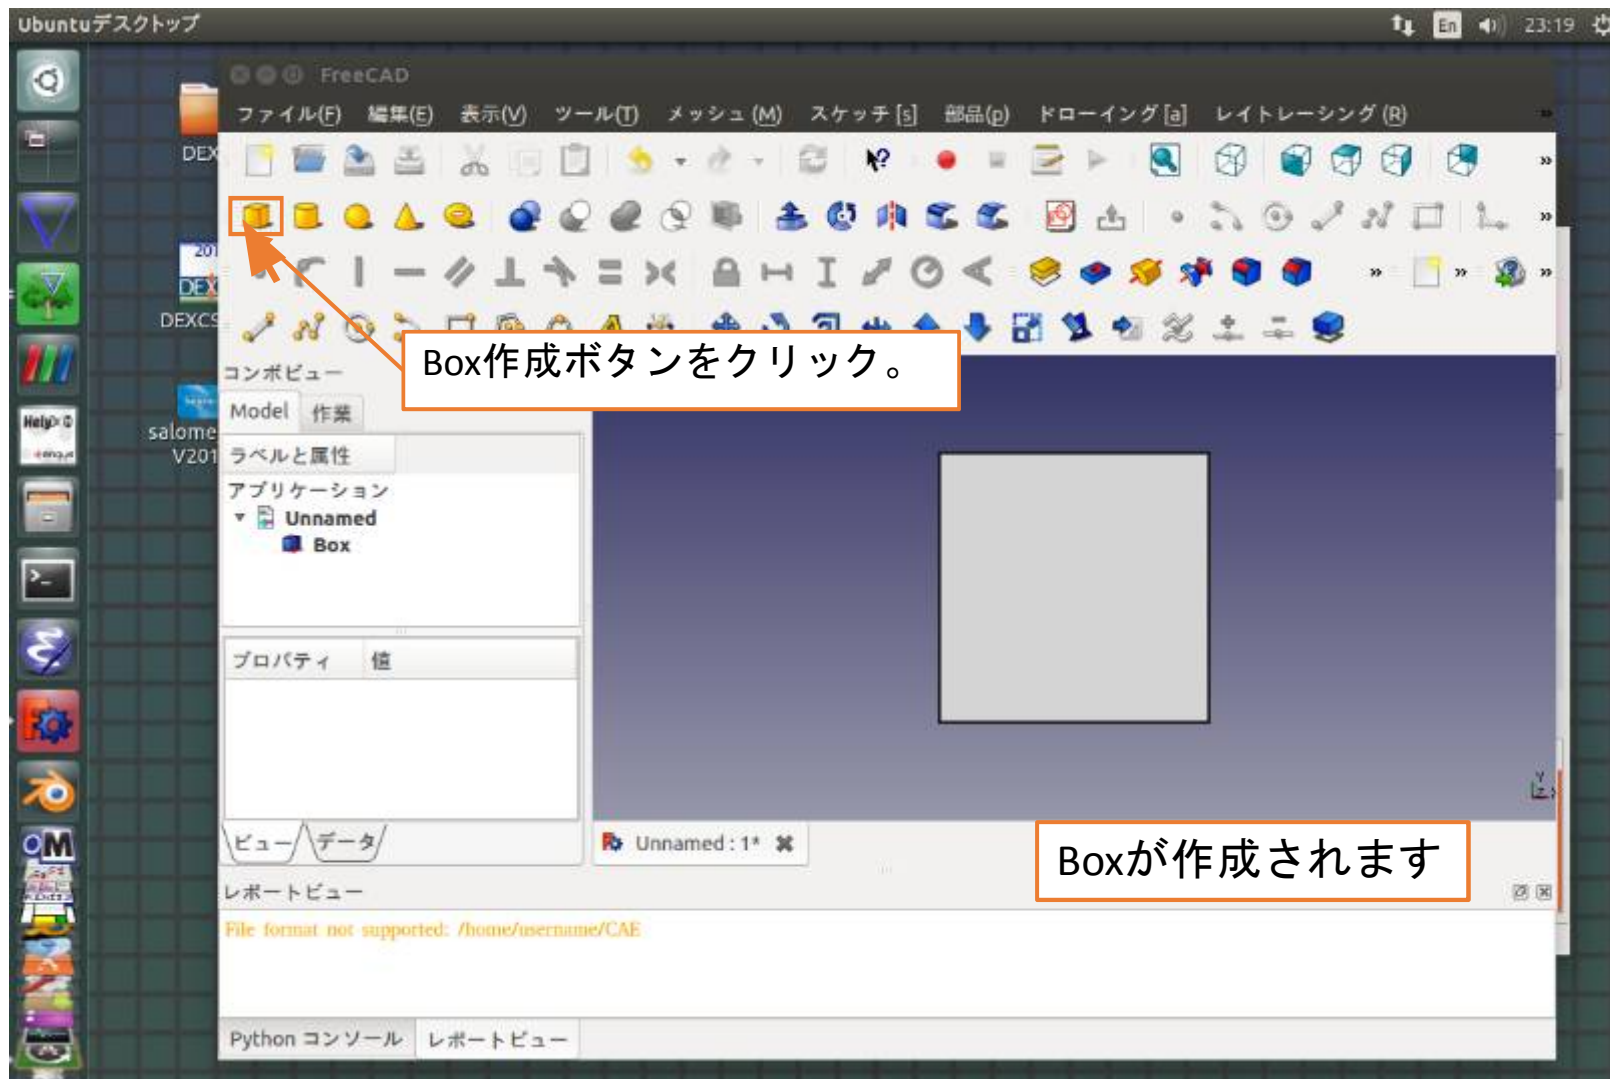 Ubuntuデスクトップ
En
23:19
FreeCAD
ファイル(F) 編集(E) 表示(V) ツール(T) メッシュ (M) スケッチ [s] 部品(p) ドローイング[a] レイトレーシング (R)
DEX
201
DEX
DEXCS
salome
V201
Box作成ボタンをクリック。
コンボビュー
Model 作業
ラベルと属性
アプリケーション
Unnamed
Box
プロパティ 値
ビュー データ
Unnamed : 1*
Y
Z
Boxが作成されます
レポートビュー
File format not supported: /home/username/CAE
Python コンソール レポートビュー